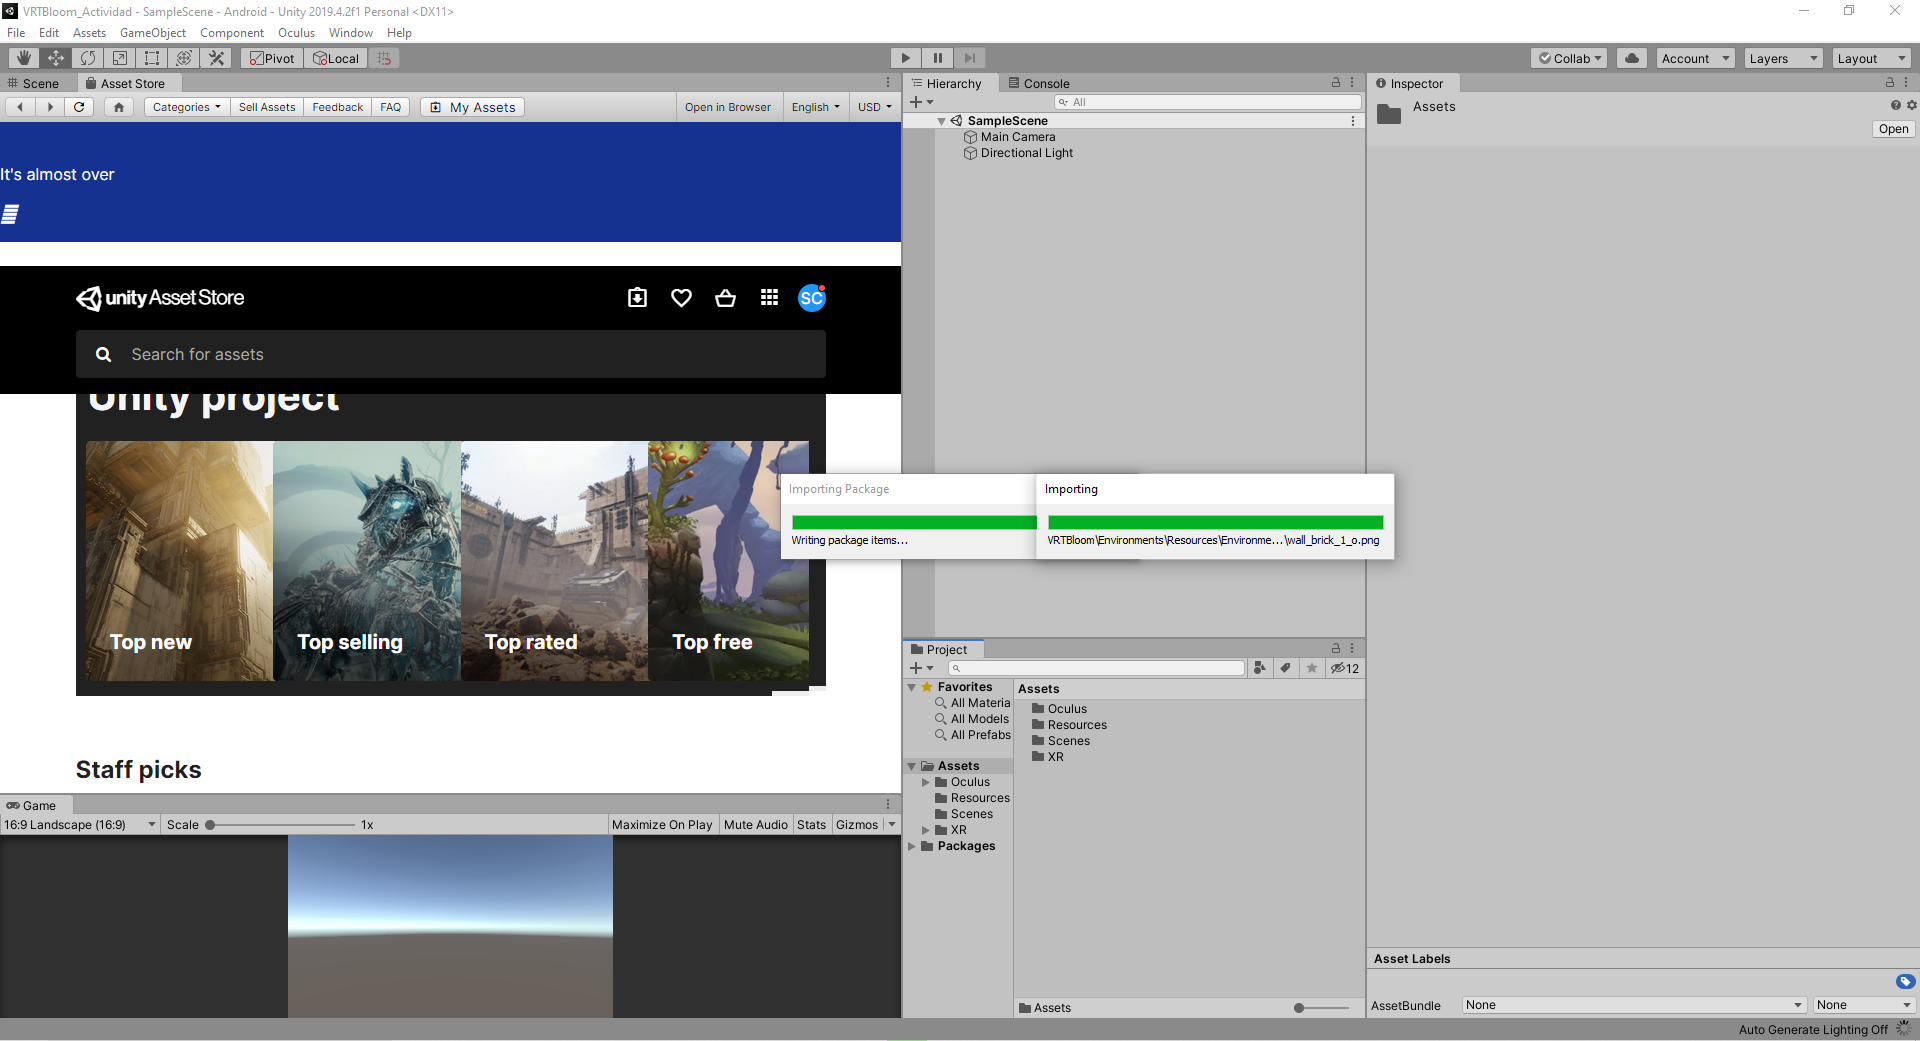 VRTBloom_Actividad - SampleScene - Android - Unity 2019.4.2f1 Personal <DX11>
File Edit Assets GameObject Component Oculus Window Help
Pivot Local Collab Account Layers Layout
Scene Asset Store
Categories Sell Assets Feedback FAQ My Assets Open in Browser English USD
It's almost over
unity Asset Store
SC
Search for assets
Unity project
Top new Top selling Top rated Top free
Staff picks
Game
16:9 Landscape (16:9) Scale 1x Maximize On Play Mute Audio Stats Gizmos
Importing Package
Writing package items...
Importing
VRTBloom\Environments\Resources\Environme...\wall_brick_1_o.png
Hierarchy Console
All
SampleScene
Main Camera
Directional Light
Project
12
Favorites
All Materia
All Models
All Prefabs
Assets
Oculus
Resources
Scenes
XR
Packages
Assets
Oculus
Resources
Scenes
XR
Assets
Inspector
Assets
Open
Asset Labels
AssetBundle None None
Auto Generate Lighting Off